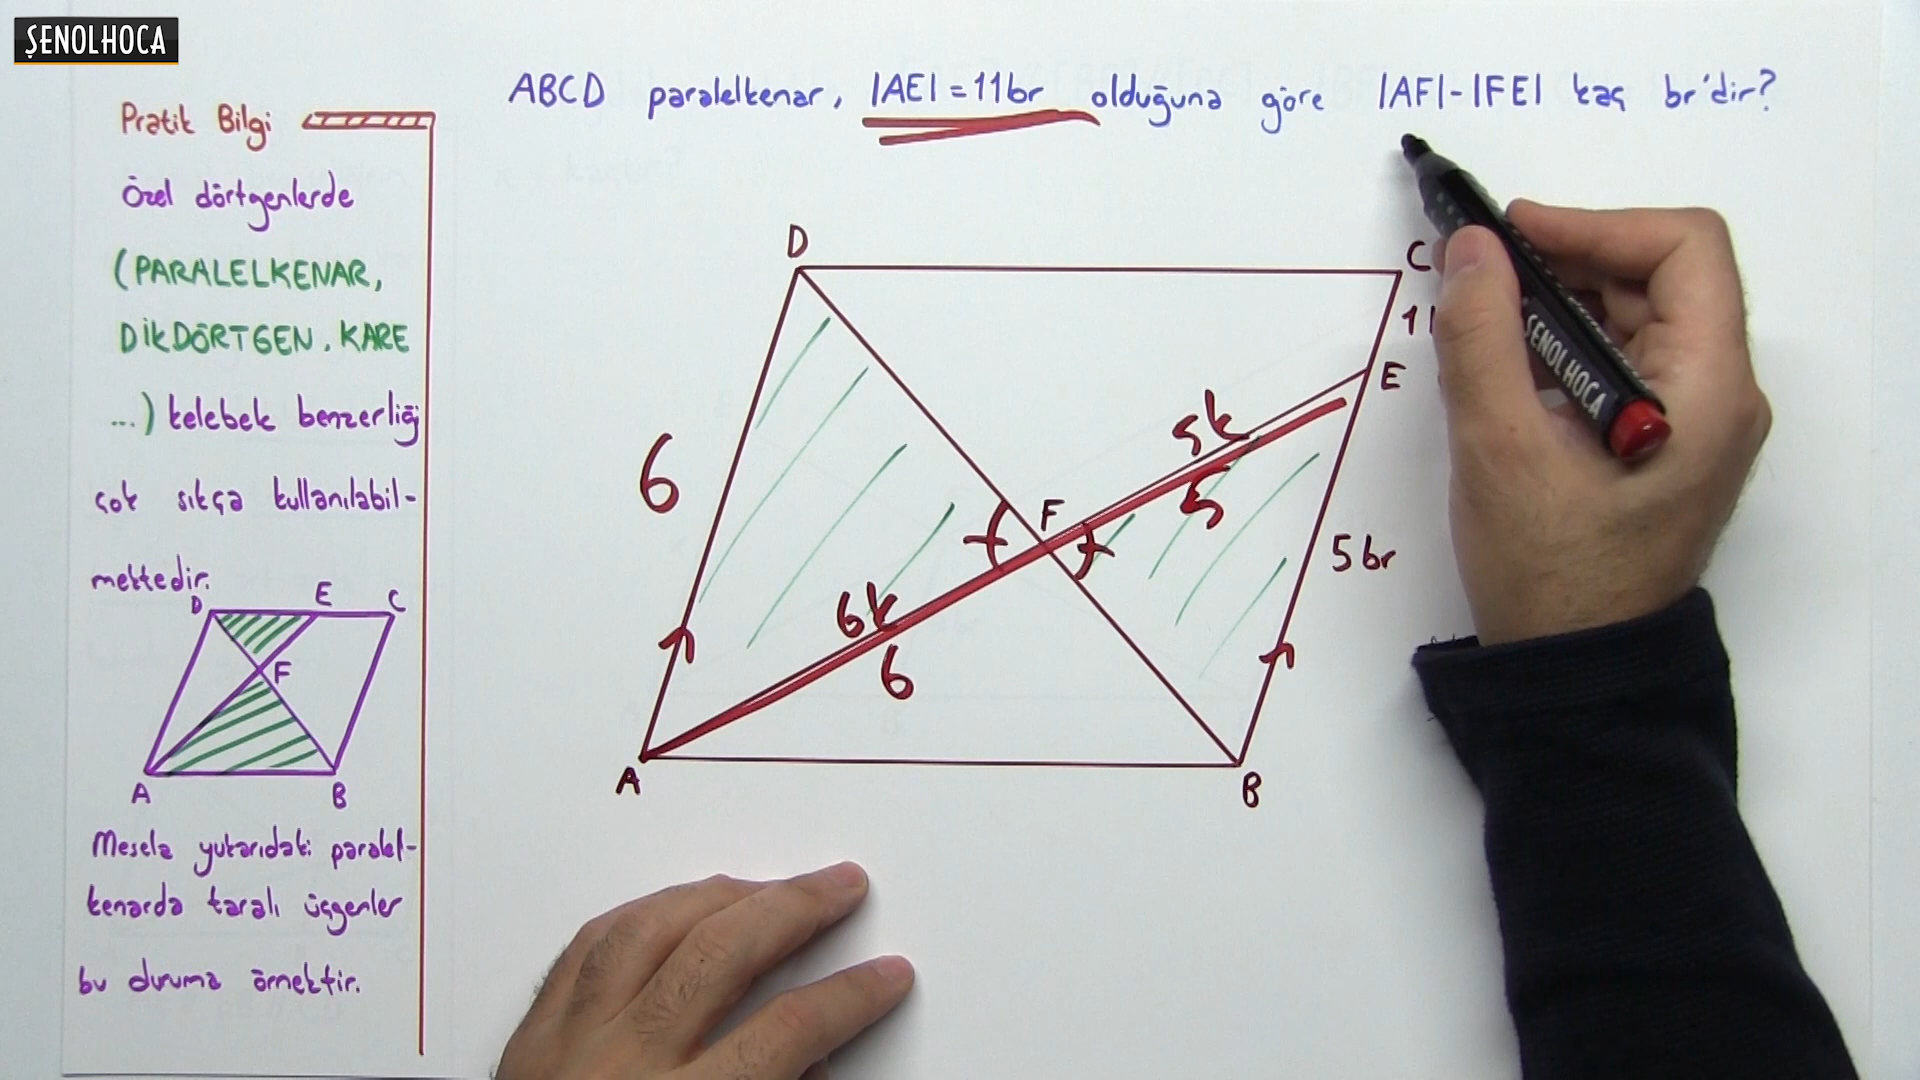 ŞENOLHOCA
ABCD paralelkenar, |AE| = 11br olduğuna göre |AF|-|FE| kaç br'dir?
Pratik Bilgi
Özel dörtgenlerde
(PARALELKENAR,
DİKDÖRTGEN, KARE
...) kelebek benzerliği
çok sıkça kullanılabil-
mektedir.
D E C
F
A B
Mesela yukarıdaki paralel-
kenarda taralı üçgenler
bu duruma örnektir.
D C
1
E
5k
6
5
F
5br
6k
6
A B
ŞENOLHOCA